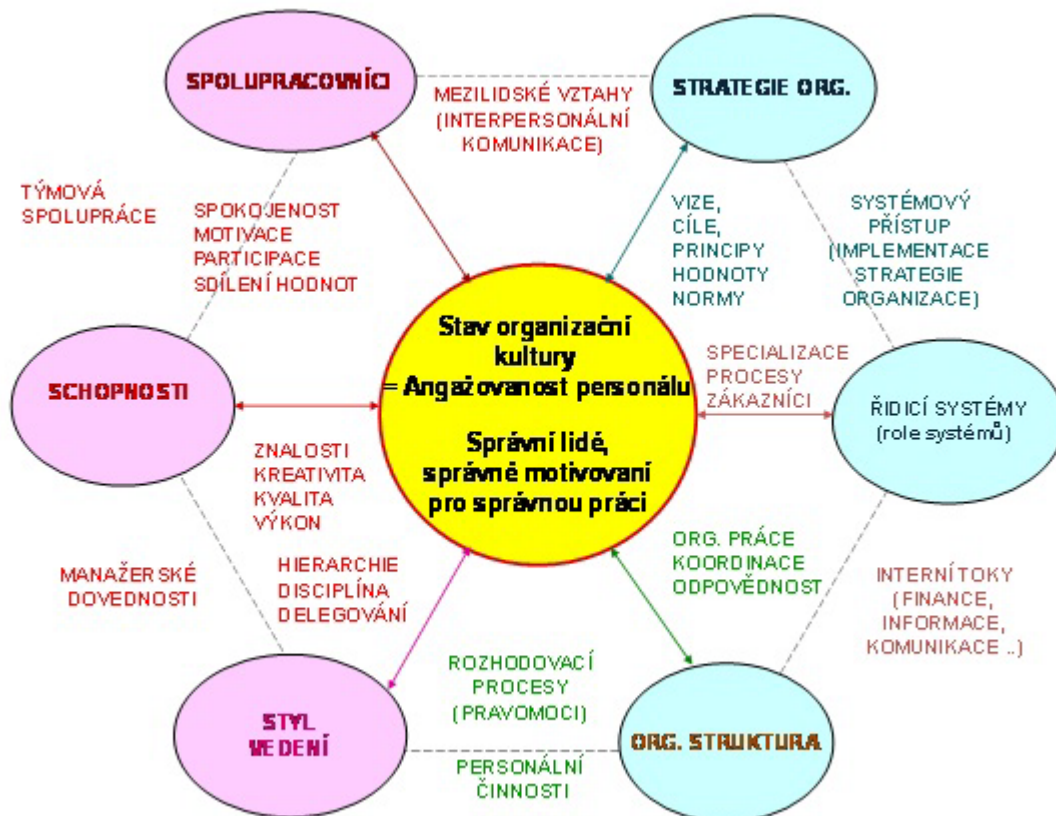 SPOLUPRACOVNÍCI
STRATEGIE ORG.
MEZILIDSKÉ VZTAHY
(INTERPERSONÁLNÍ
KOMUNIKACE)
TÝMOVÁ
SPOLUPRÁCE
SPOKOJENOST
MOTIVACE
PARTICIPACE
SDÍLENÍ HODNOT
VIZE,
CÍLE,
PRINCIPY
HODNOTY
NORMY
SYSTÉMOVÝ
PŘÍSTUP
(IMPLEMENTACE
STRATEGIE
ORGANIZACE)
Stav organizační
kultury
= Angažovanost personálu
Správní lidé,
správně motivovaní
pro správnou práci
SCHOPNOSTI
SPECIALIZACE
PROCESY
ZÁKAZNÍCI
ŘIDICÍ SYSTÉMY
(role systémů)
ZNALOSTI
KREATIVITA
KVALITA
VÝKON
MANAŽERSKÉ
DOVEDNOSTI
HIERARCHIE
DISCIPLÍNA
DELEGOVÁNÍ
ORG. PRÁCE
KOORDINACE
ODPOVĚDNOST
INTERNÍ TOKY
(FINANCE,
INFORMACE,
KOMUNIKACE ..)
ROZHODOVACÍ
PROCESY
(PRAVOMOCI)
STYL
VEDENÍ
ORG. STRUKTURA
PERSONÁLNÍ
ČINNOSTI